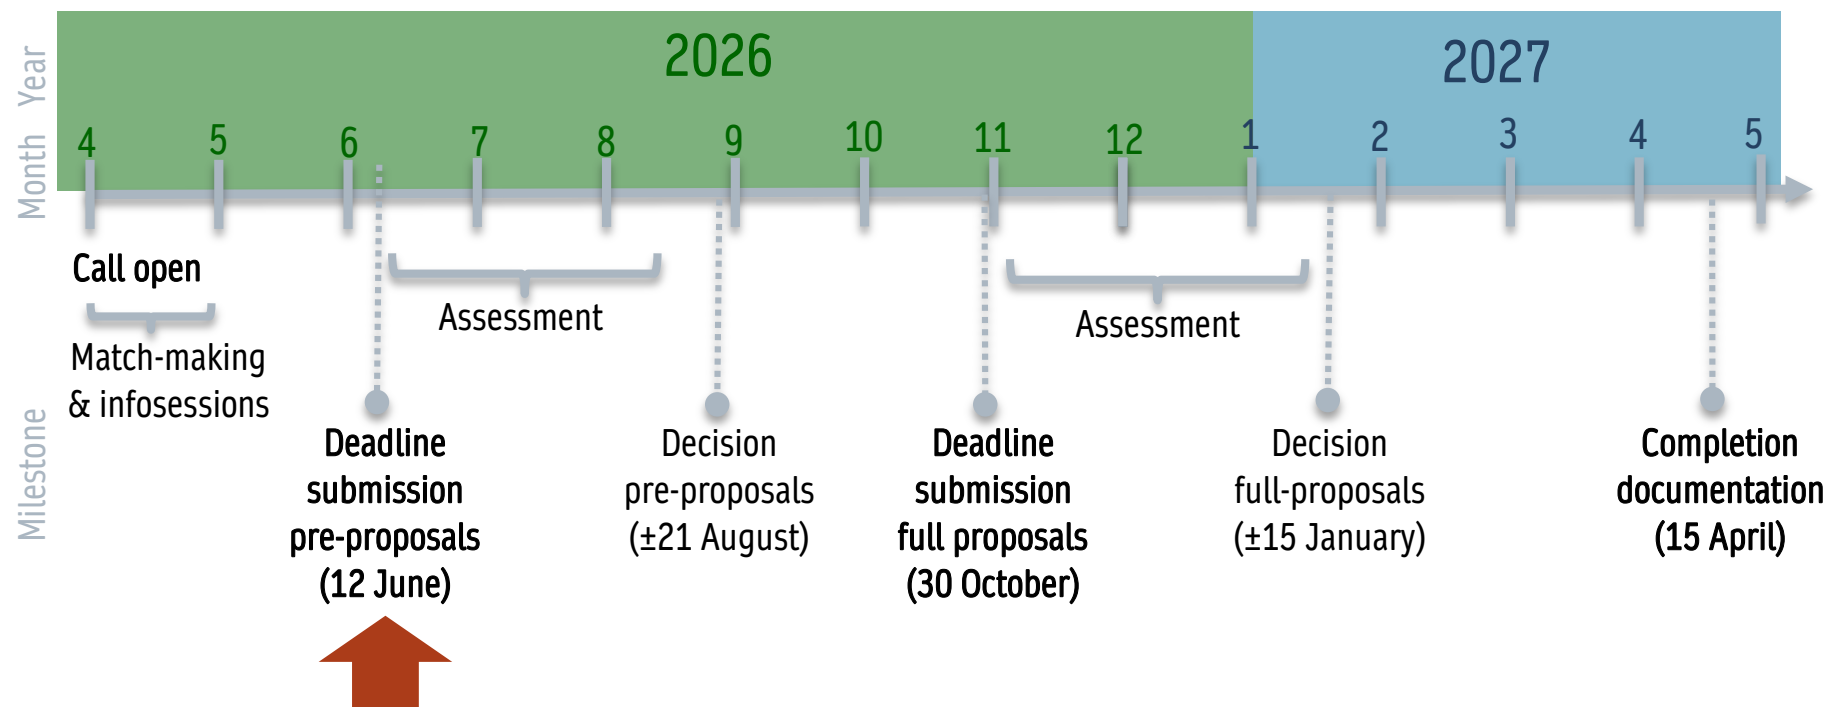 Year
2026
2027
Month
4 5 6 7 8 9 10 11 12 1 2 3 4 5
Call open
Match-making
& infosessions
Assessment
Assessment
Milestone
Deadline
submission
pre-proposals
(12 June)
Decision
pre-proposals
(±21 August)
Deadline
submission
full proposals
(30 October)
Decision
full-proposals
(±15 January)
Completion
documentation
(15 April)